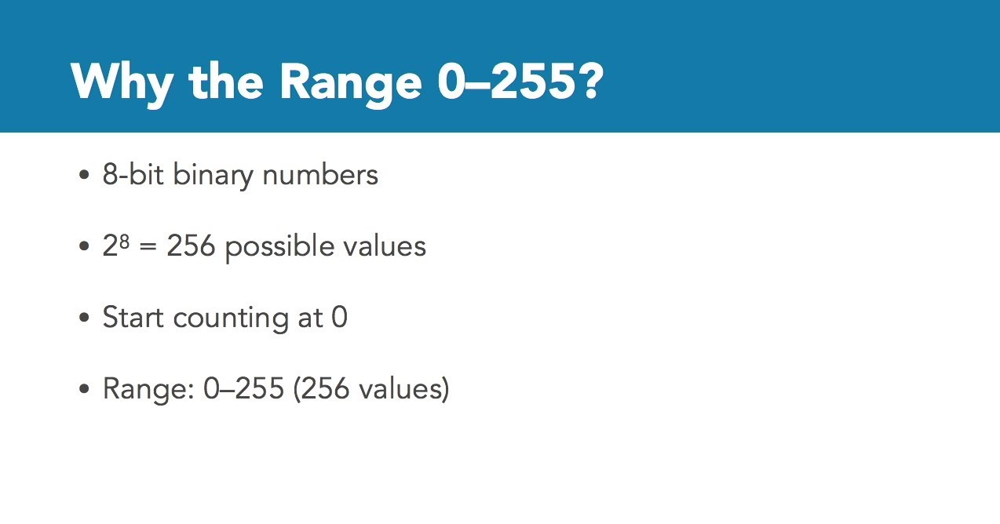 Why the Range 0–255?
• 8-bit binary numbers
• 2⁸ = 256 possible values
• Start counting at 0
• Range: 0–255 (256 values)